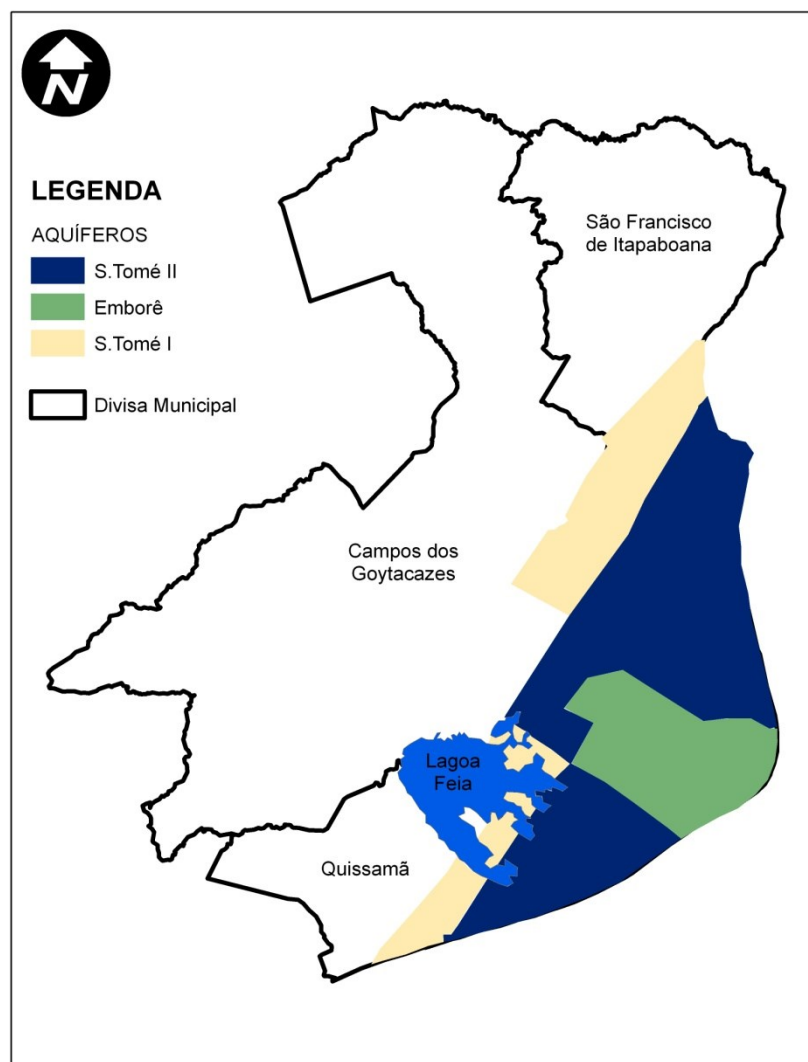 N
LEGENDA
AQUÍFEROS
S.Tomé II
Emborê
S.Tomé I
Divisa Municipal
São Francisco
de Itapaboana
Campos dos
Goytacazes
Lagoa
Feia
Quissamã